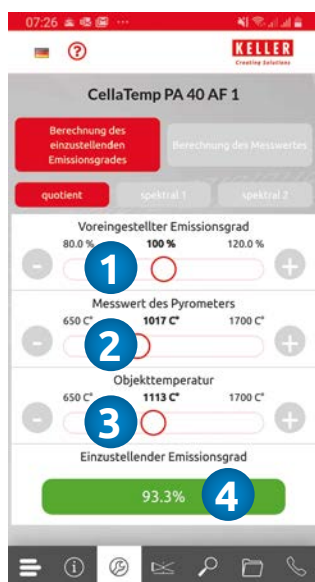 07:26
KELLER
Creating Solutions
CellaTemp PA 40 AF 1
Berechnung des
einzustellenden
Emissionsgrades
Berechnung des Messwertes
quotient
spektral 1
spektral 2
Voreingestellter Emissionsgrad
80.0 %
100 %
120.0 %
-
1
+
Messwert des Pyrometers
650 C°
1017 C°
1700 C°
-
2
+
Objekttemperatur
650 C°
1113 C°
1700 C°
-
3
+
Einzustellender Emissionsgrad
93.3%
4